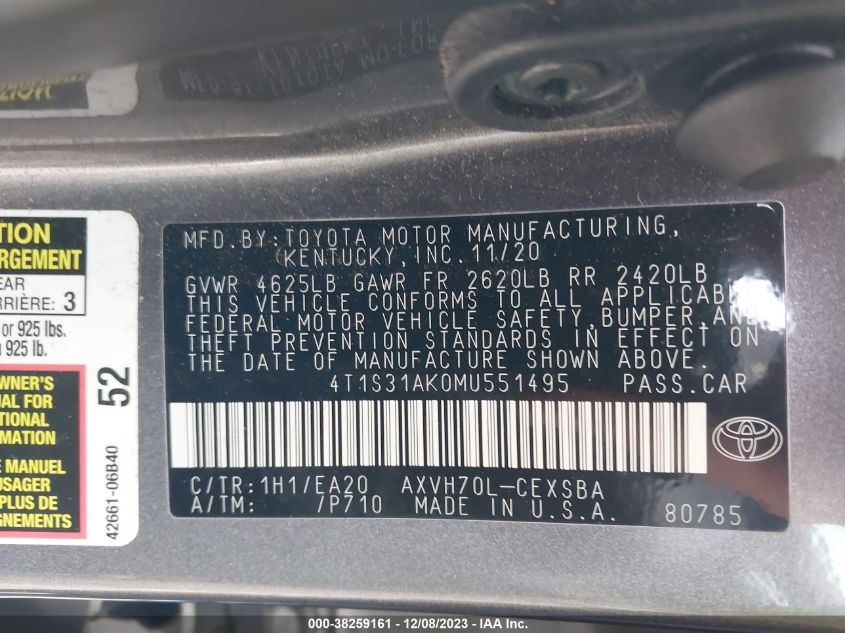 MFD.BY:TOYOTA MOTOR MANUFACTURING,
KENTUCKY,INC.11/20
GVWR 4625LB GAWR FR 2620LB RR 2420LB
THIS VEHICLE CONFORMS TO ALL APPLICABLE
FEDERAL MOTOR VEHICLE SAFETY,BUMPER,AND
THEFT PREVENTION STANDARDS IN EFFECT ON
THE DATE OF MANUFACTURE SHOWN ABOVE.
4T1S31AK0MU551495 PASS.CAR
C/TR:1H1/EA20 AXVH70L-CEXSBA
A/TM: /P710 MADE IN U.S.A. 80785
TION
RGEMENT
EAR
RRIÈRE: 3
or 925 lbs.
925 lb.
WNER'S
UAL FOR
TIONAL
RMATION
MANUEL
USAGER
PLUS
GNEMENTS
52
42661-06B40
000-38259161 - 12/08/2023 - IAA Inc.